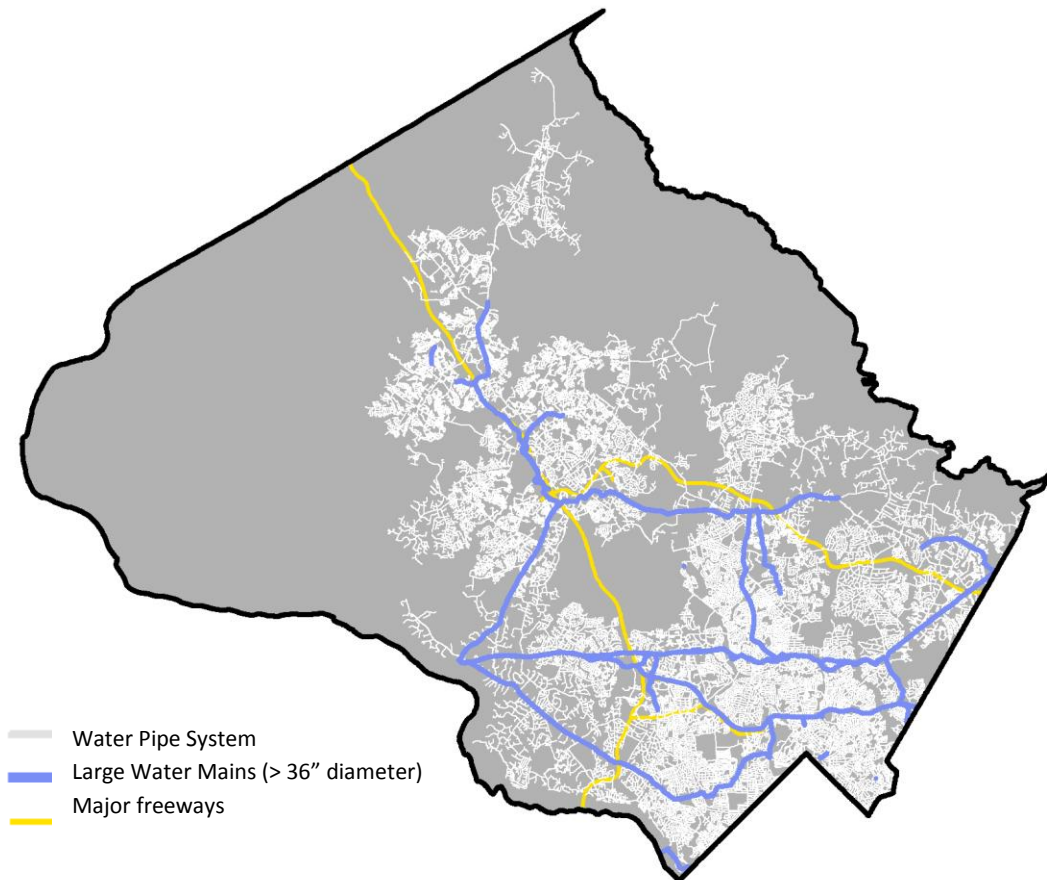 Water Pipe System
Large Water Mains (> 36” diameter)
Major freeways